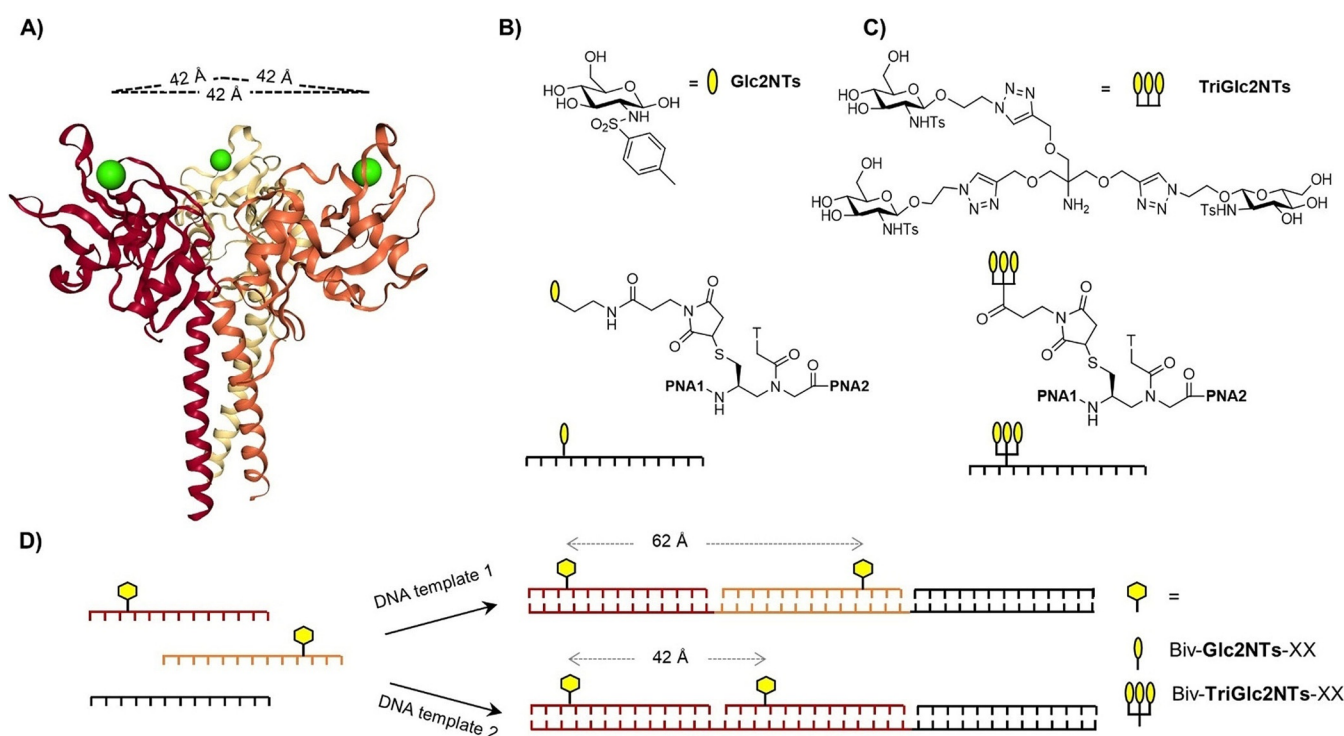 A)
42 Å 42 Å
42 Å
B)
HO
HO
HO
OH
HN
O2S
= Glc2NTs
O
N
H
O
N
O
S
T
O
O
PNA1
N
H
N
PNA2
C)
OH
HO
HO
O
O
NHTs
N
N=N
O
= TriGlc2NTs
OH
HO
HO
O
O
NHTs
N
N=N
O
NH2
O
N
N=N
O
TsHN
O
OH
OH
OH
O
O
N
O
S
T
O
O
PNA1
N
H
N
PNA2
D)
DNA template 1
DNA template 2
62 Å
42 Å
=
Biv-Glc2NTs-XX
Biv-TriGlc2NTs-XX